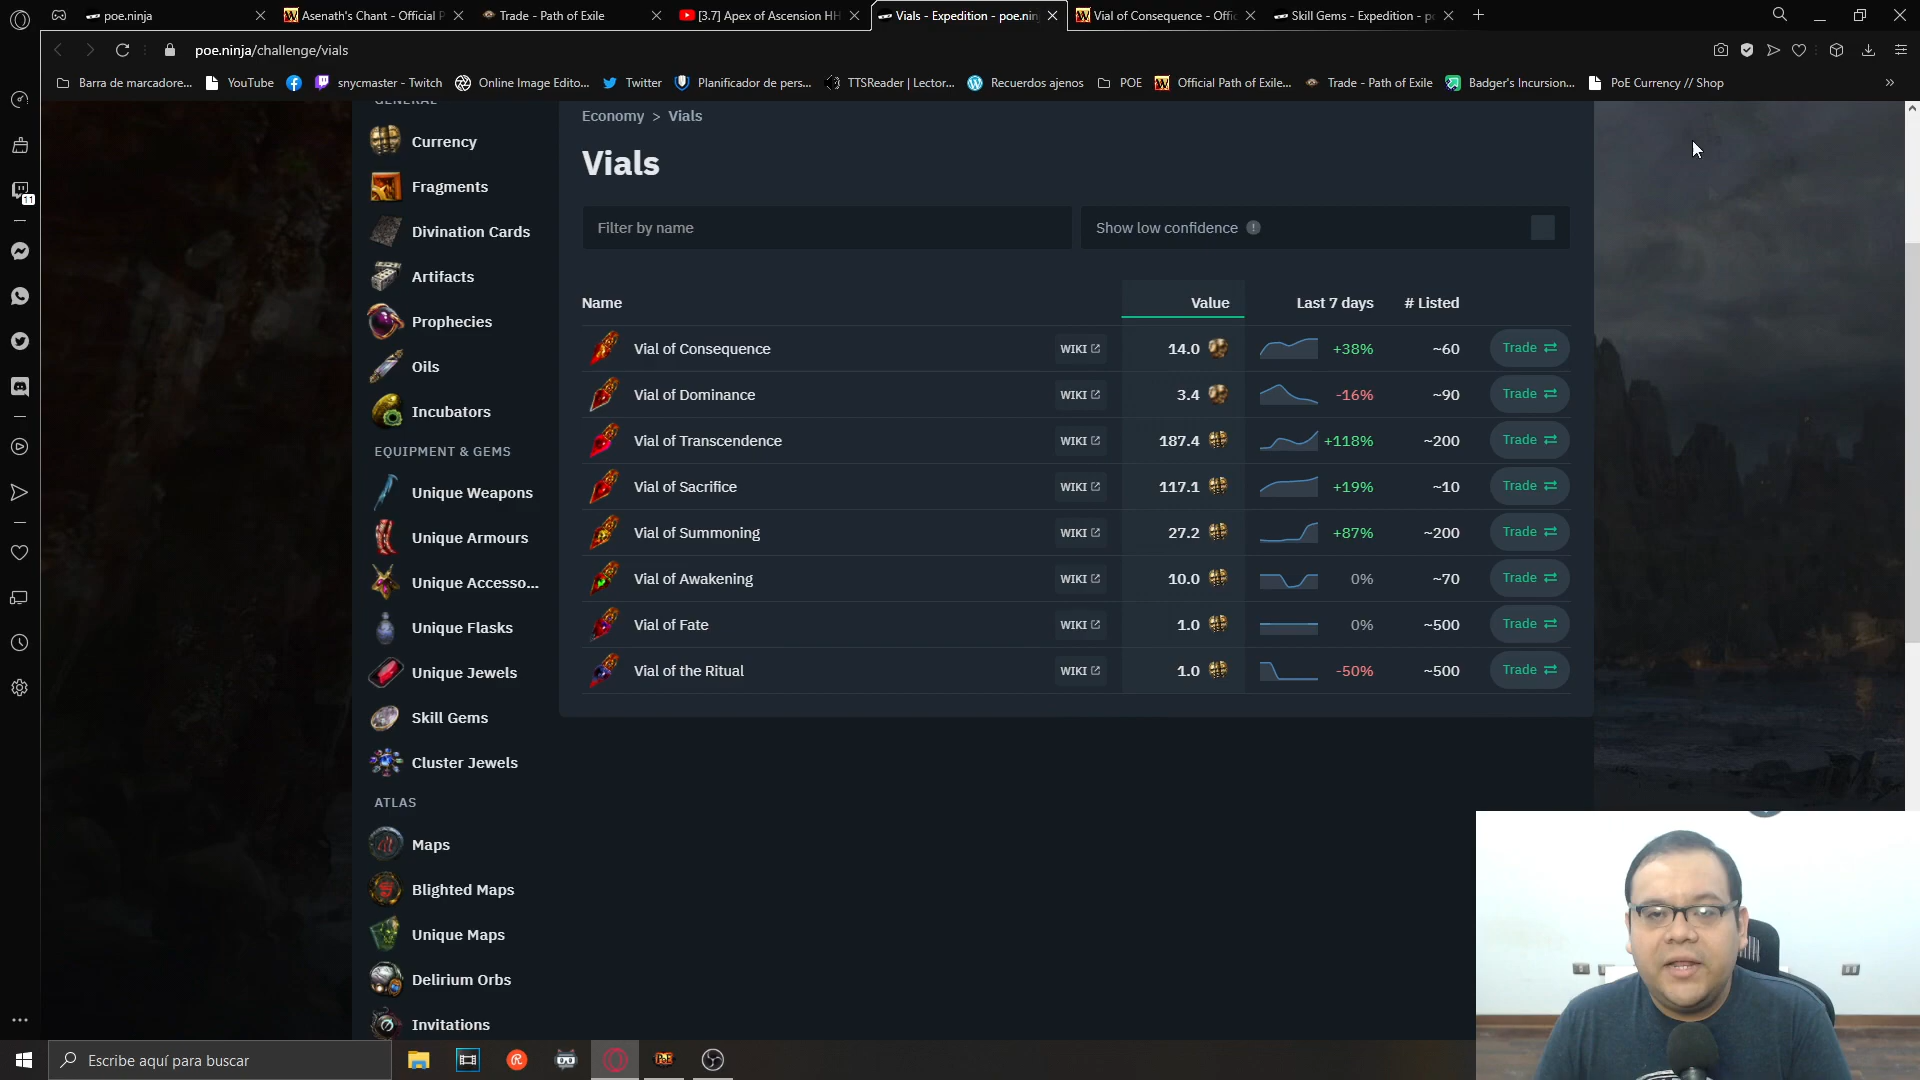 poe.ninja
Asenath's Chant - Official P
Trade - Path of Exile
[3.7] Apex of Ascension HH
Vials - Expedition - poe.nin
Vial of Consequence - Offic
Skill Gems - Expedition - p
poe.ninja/challenge/vials
Barra de marcadore...
YouTube
snycmaster - Twitch
Online Image Edito...
Twitter
Planificador de pers...
TTSReader | Lector...
Recuerdos ajenos
POE
Official Path of Exile...
Trade - Path of Exile
Badger's Incursion...
PoE Currency // Shop
11
GENERAL
Currency
Fragments
Divination Cards
Artifacts
Prophecies
Oils
Incubators
EQUIPMENT & GEMS
Unique Weapons
Unique Armours
Unique Accesso...
Unique Flasks
Unique Jewels
Skill Gems
Cluster Jewels
ATLAS
Maps
Blighted Maps
Unique Maps
Delirium Orbs
Invitations
Economy > Vials
Vials
Filter by name
Show low confidence
Name Value Last 7 days # Listed
Vial of Consequence WIKI 14.0 +38% ~60 Trade
Vial of Dominance WIKI 3.4 -16% ~90 Trade
Vial of Transcendence WIKI 187.4 +118% ~200 Trade
Vial of Sacrifice WIKI 117.1 +19% ~10 Trade
Vial of Summoning WIKI 27.2 +87% ~200 Trade
Vial of Awakening WIKI 10.0 0% ~70 Trade
Vial of Fate WIKI 1.0 0% ~500 Trade
Vial of the Ritual WIKI 1.0 -50% ~500 Trade
Escribe aquí para buscar